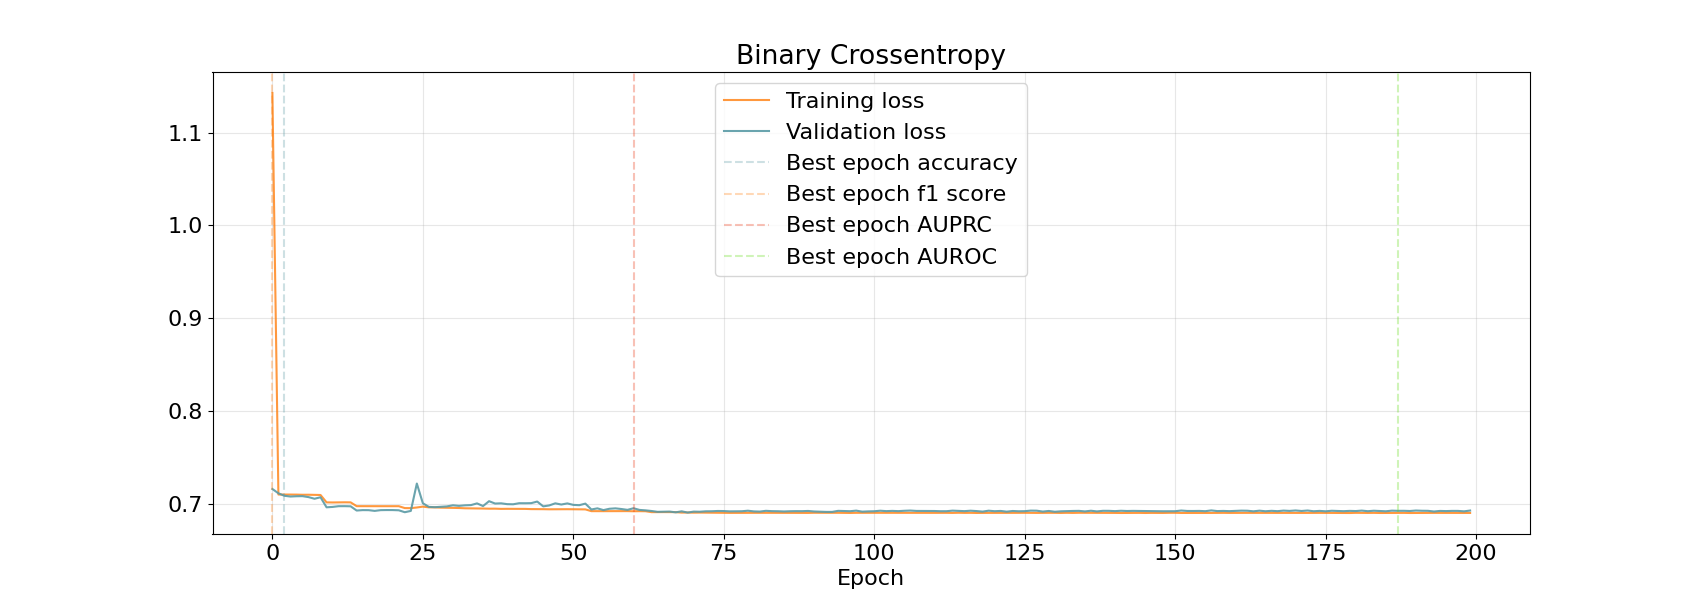 Binary Crossentropy
Training loss
Validation loss
Best epoch accuracy
Best epoch f1 score
Best epoch AUPRC
Best epoch AUROC
1.1
1.0
0.9
0.8
0.7
0 25 50 75 100 125 150 175 200
Epoch